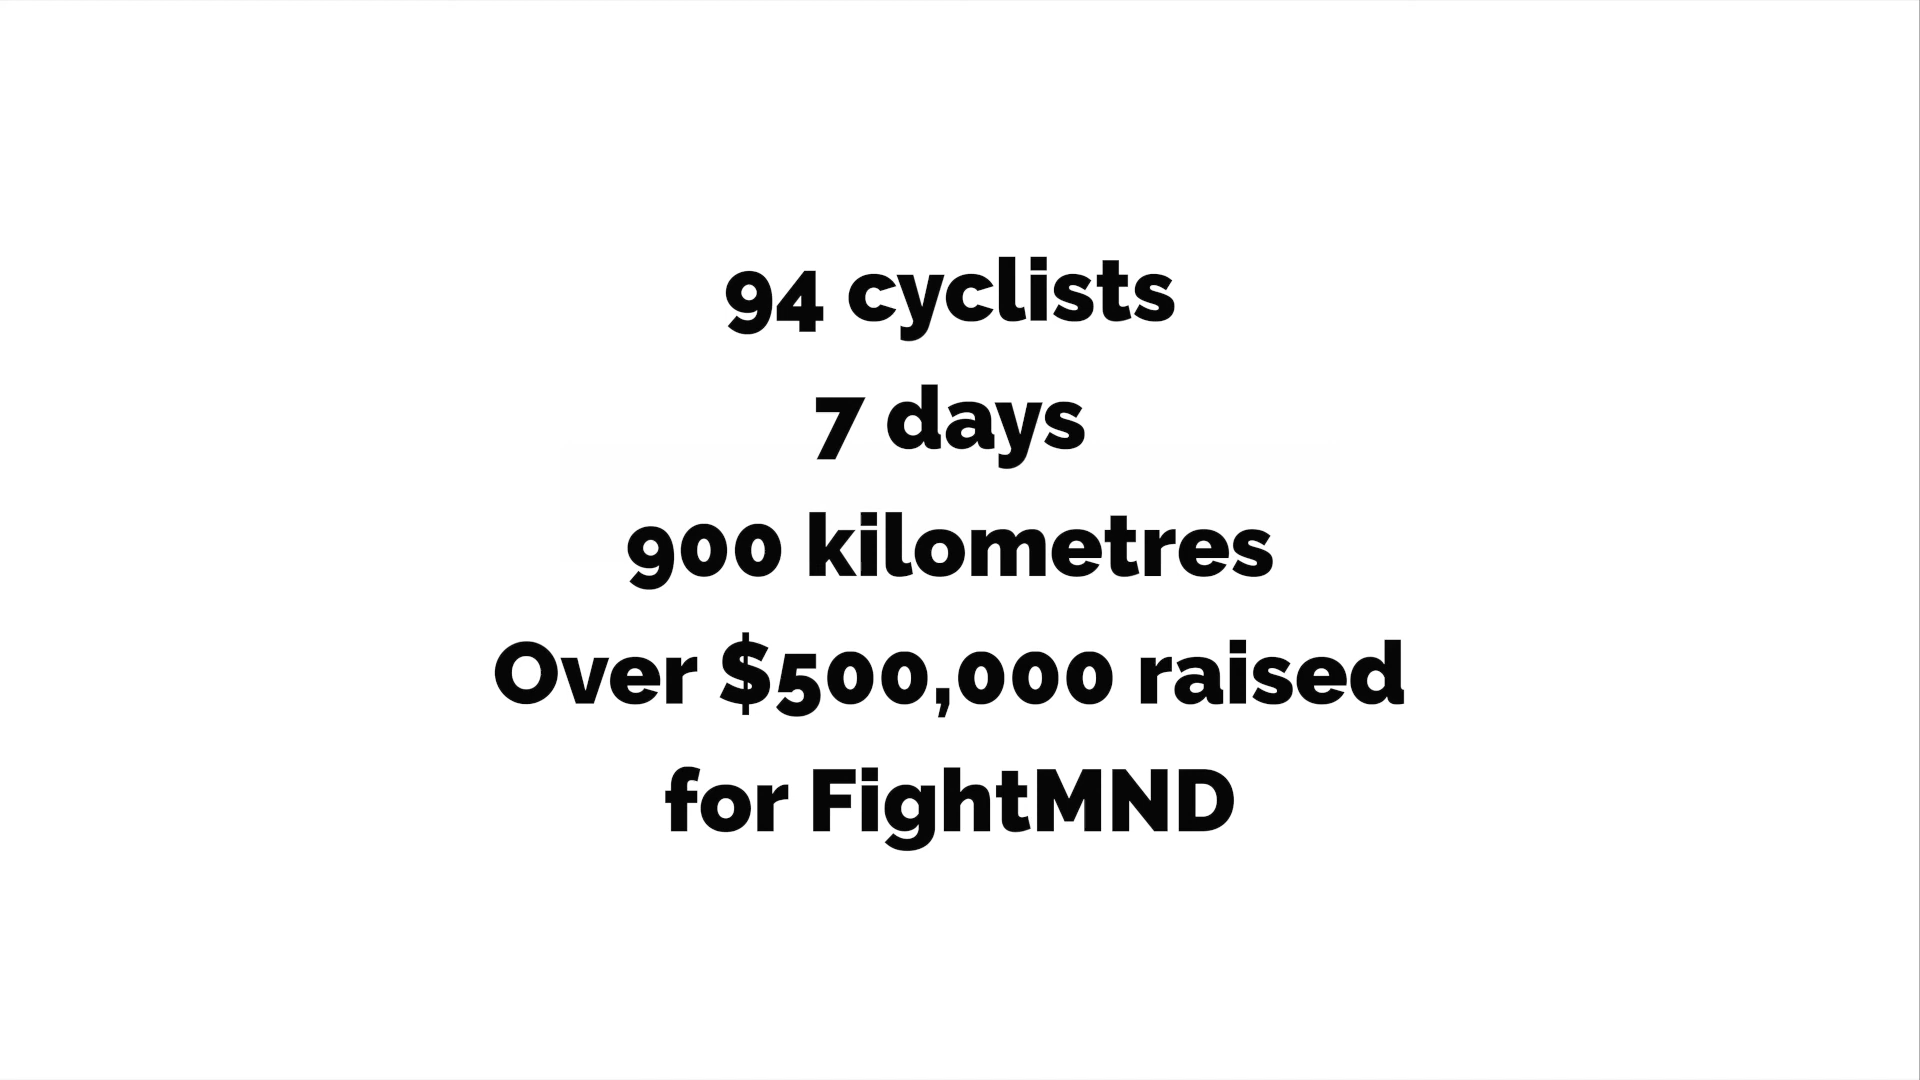 94 cyclists
7 days
900 kilometres
Over $500,000 raised
for FightMND